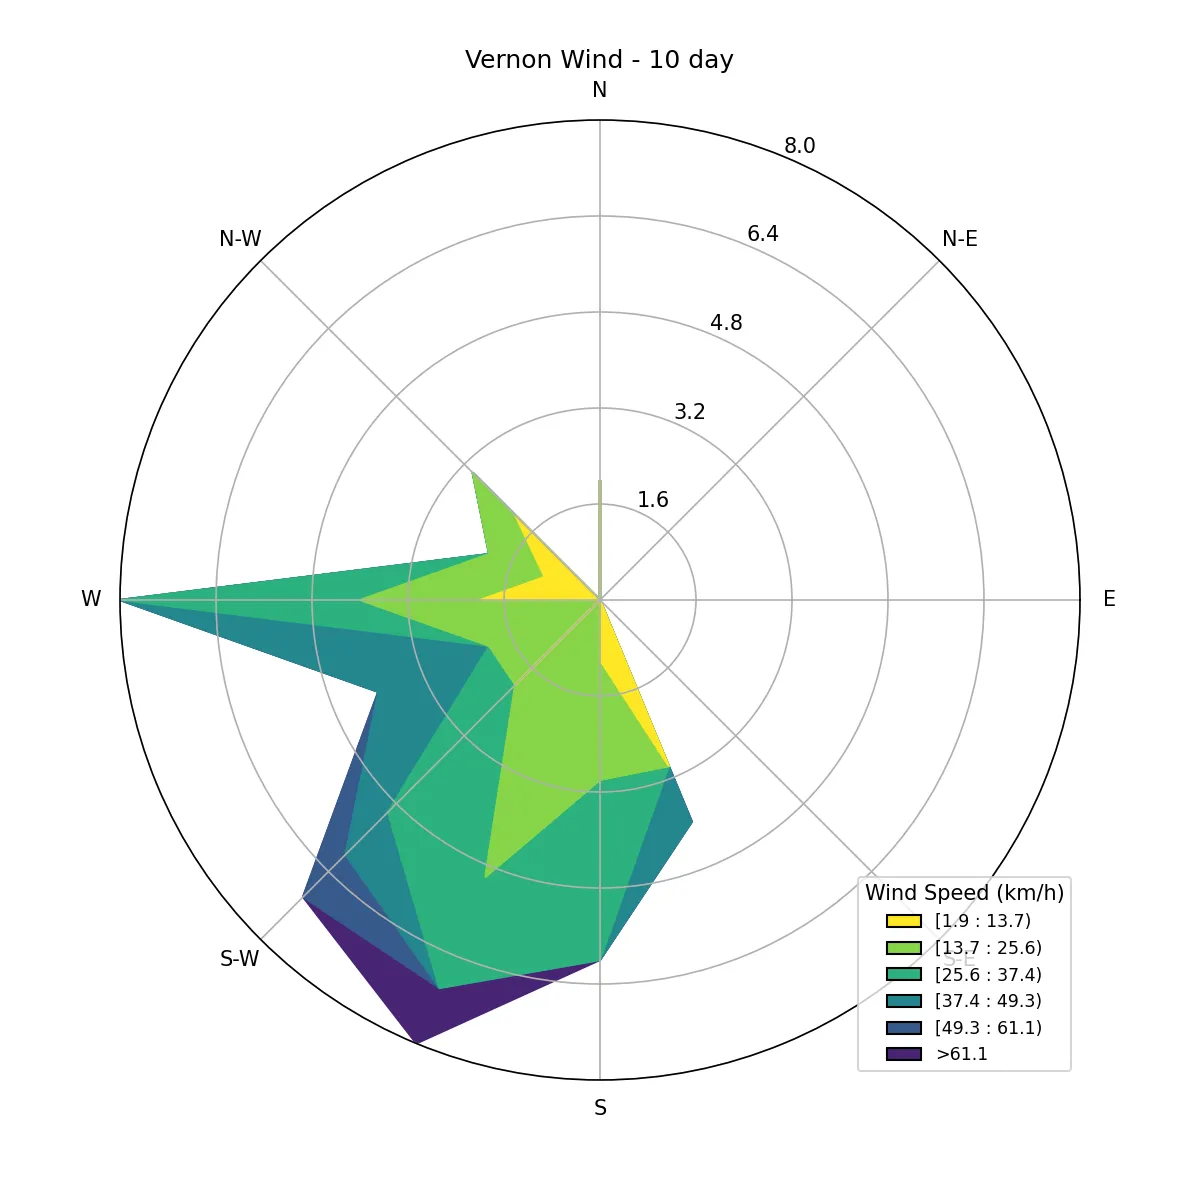 Vernon Wind - 10 day
N
8.0
6.4
N-W
N-E
4.8
3.2
1.6
W
E
Wind Speed (km/h)
[1.9 : 13.7)
[13.7 : 25.6)
S-W
S-E
[25.6 : 37.4)
[37.4 : 49.3)
[49.3 : 61.1)
>61.1
S